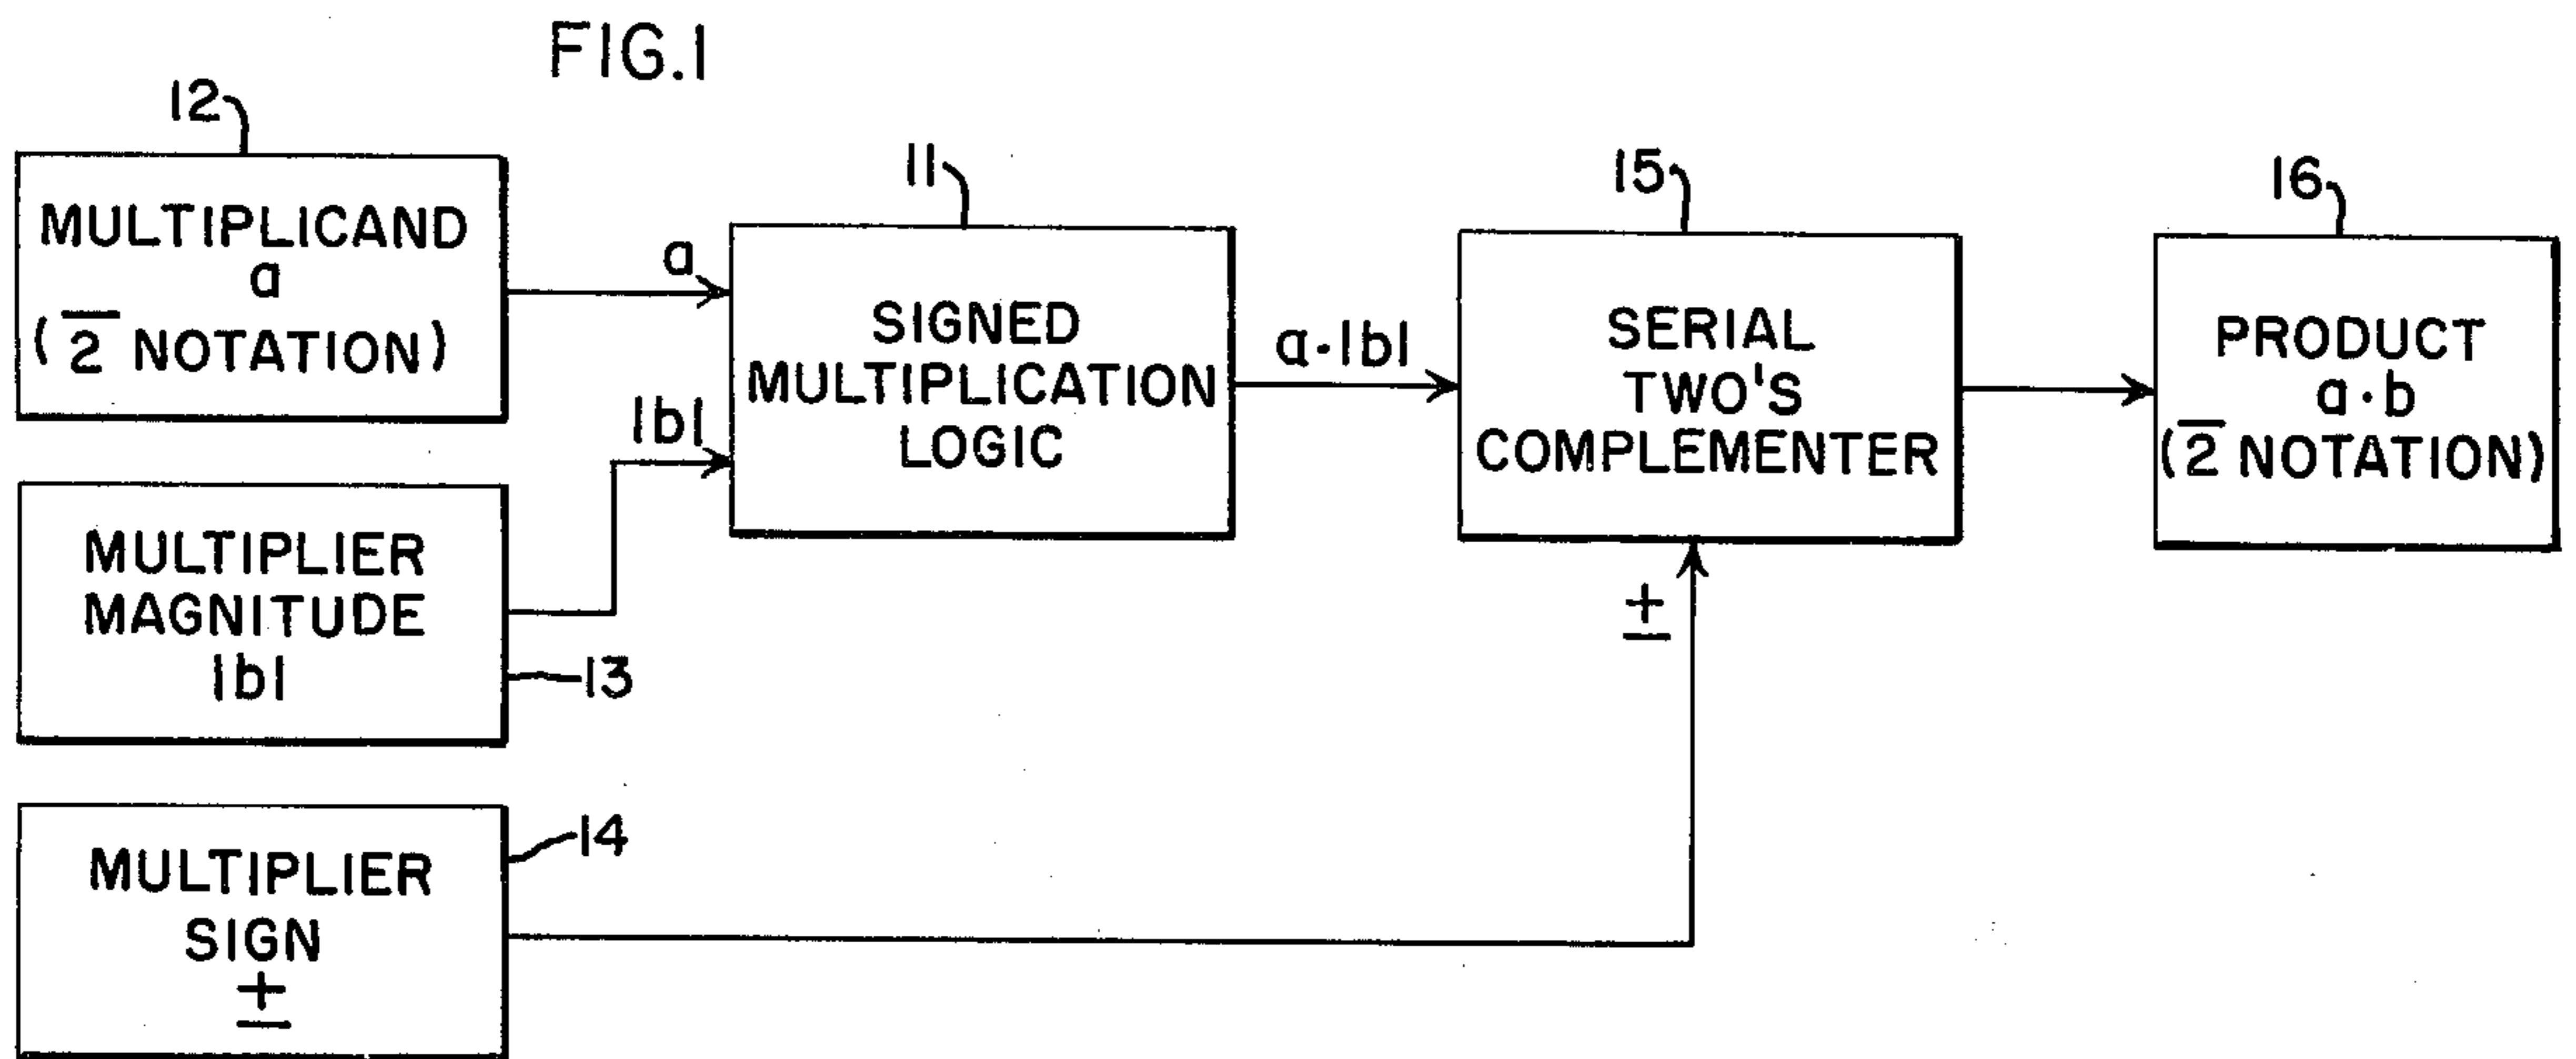 FIG.1
12
MULTIPLICAND
a
(2̅ NOTATION)
a
11
SIGNED
MULTIPLICATION
LOGIC
|b|
MULTIPLIER
MAGNITUDE
|b|
13
MULTIPLIER
SIGN
±
14
a·|b|
15
SERIAL
TWO'S
COMPLEMENTER
±
16
PRODUCT
a·b
(2̅ NOTATION)